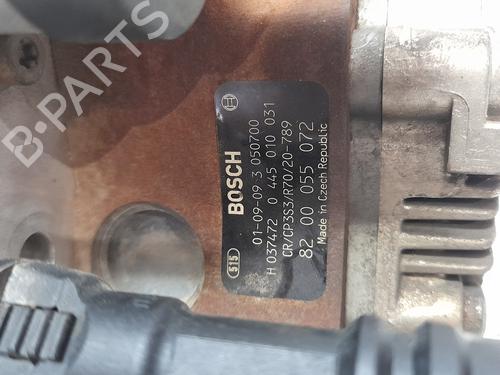 B-PARTS
BOSCH
01-09-09 3 050700
H 037472 0 445 010 031
CR/CP3S3/R70/20-789
82 00 055 072
Made in Czech Republic
515